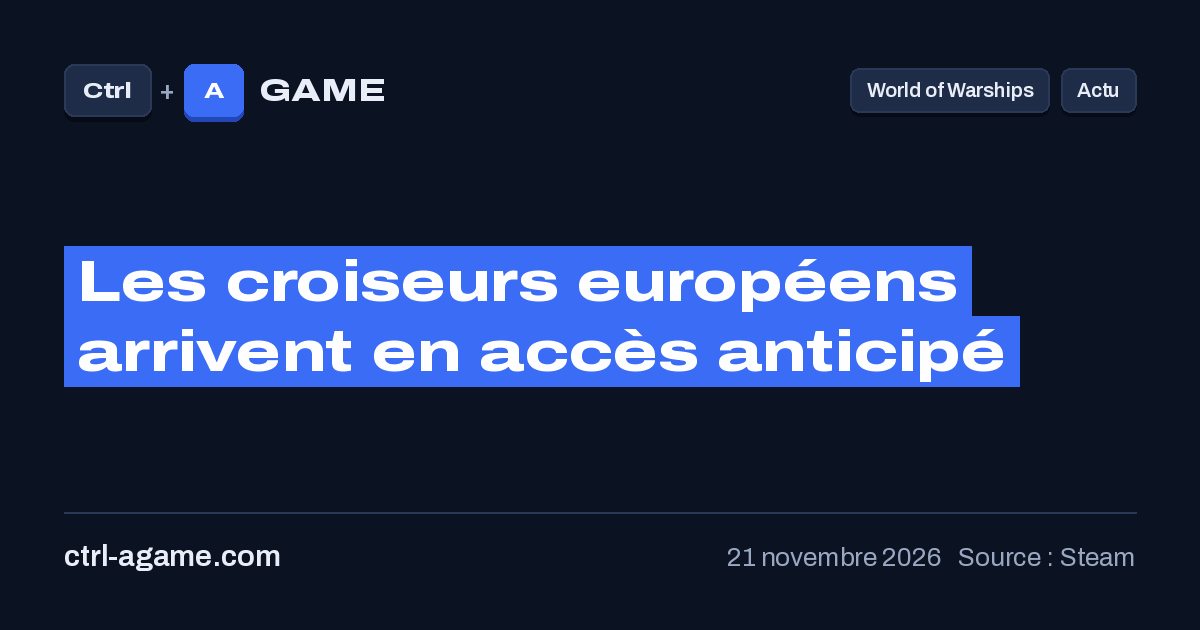 Ctrl + A GAME
World of Warships
Actu
Les croiseurs européens
arrivent en accès anticipé
ctrl-agame.com
21 novembre 2026 Source : Steam